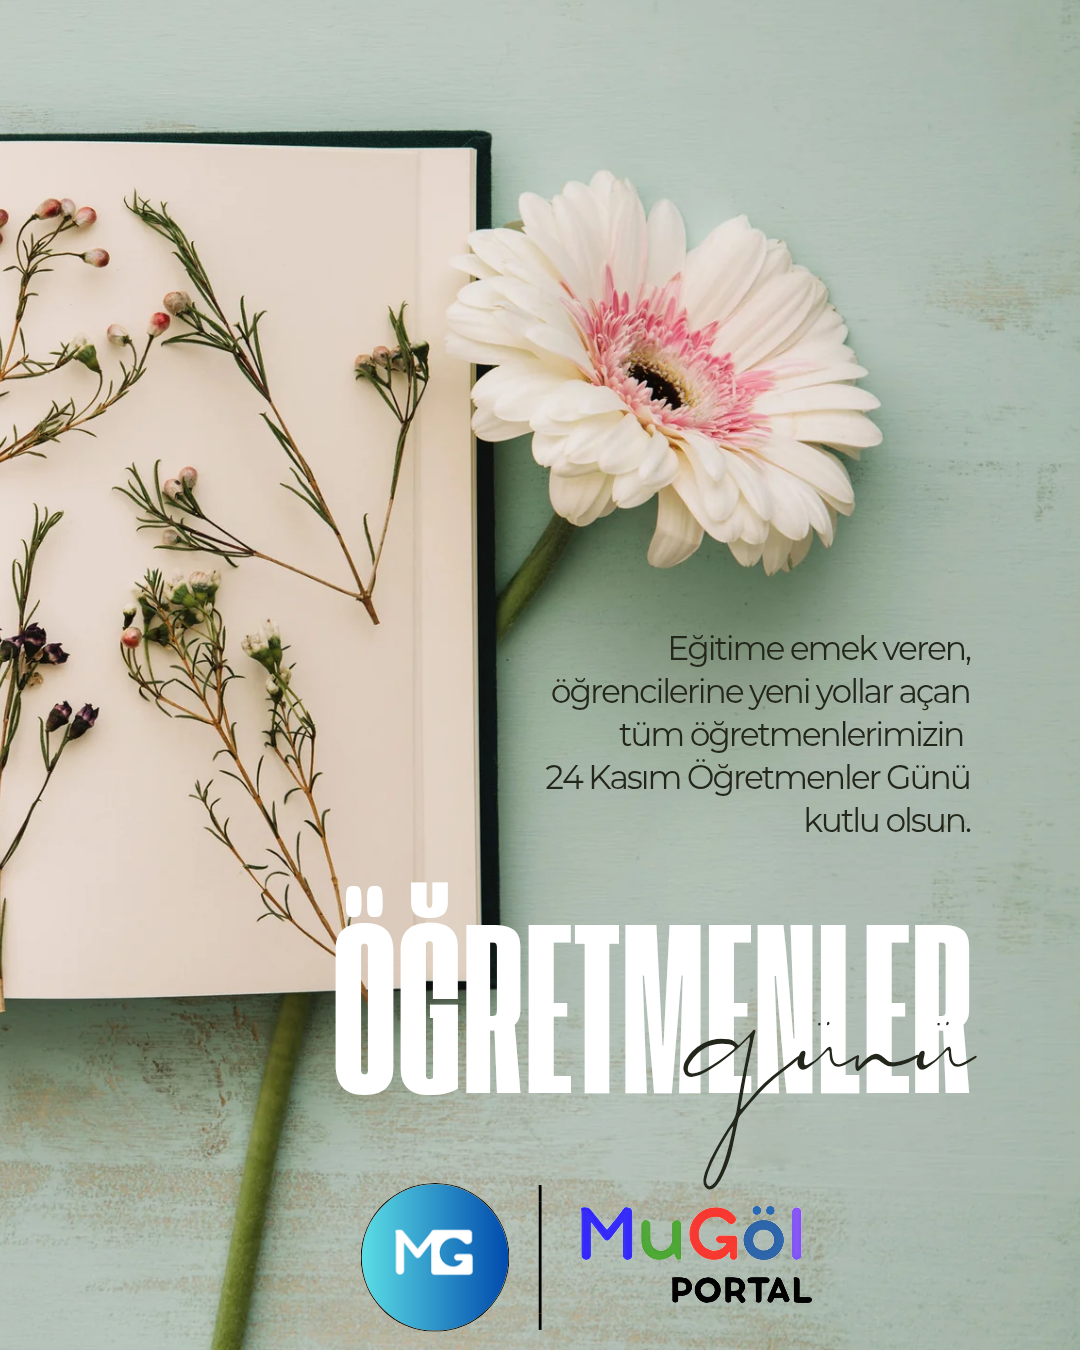 Eğitime emek veren,
öğrencilerine yeni yollar açan
tüm öğretmenlerimizin
24 Kasım Öğretmenler Günü
kutlu olsun.
ÖĞRETMENLER
günü
MG
MuGöl
PORTAL